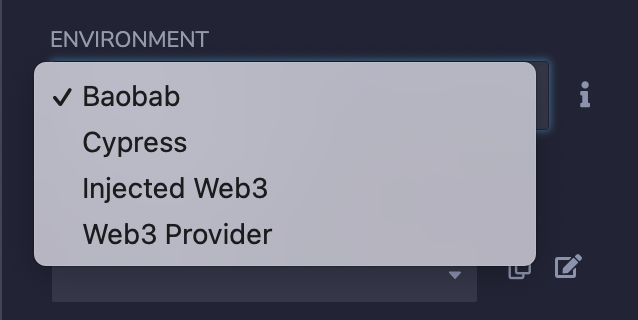 ENVIRONMENT
✓ Baobab
Cypress
Injected Web3
Web3 Provider